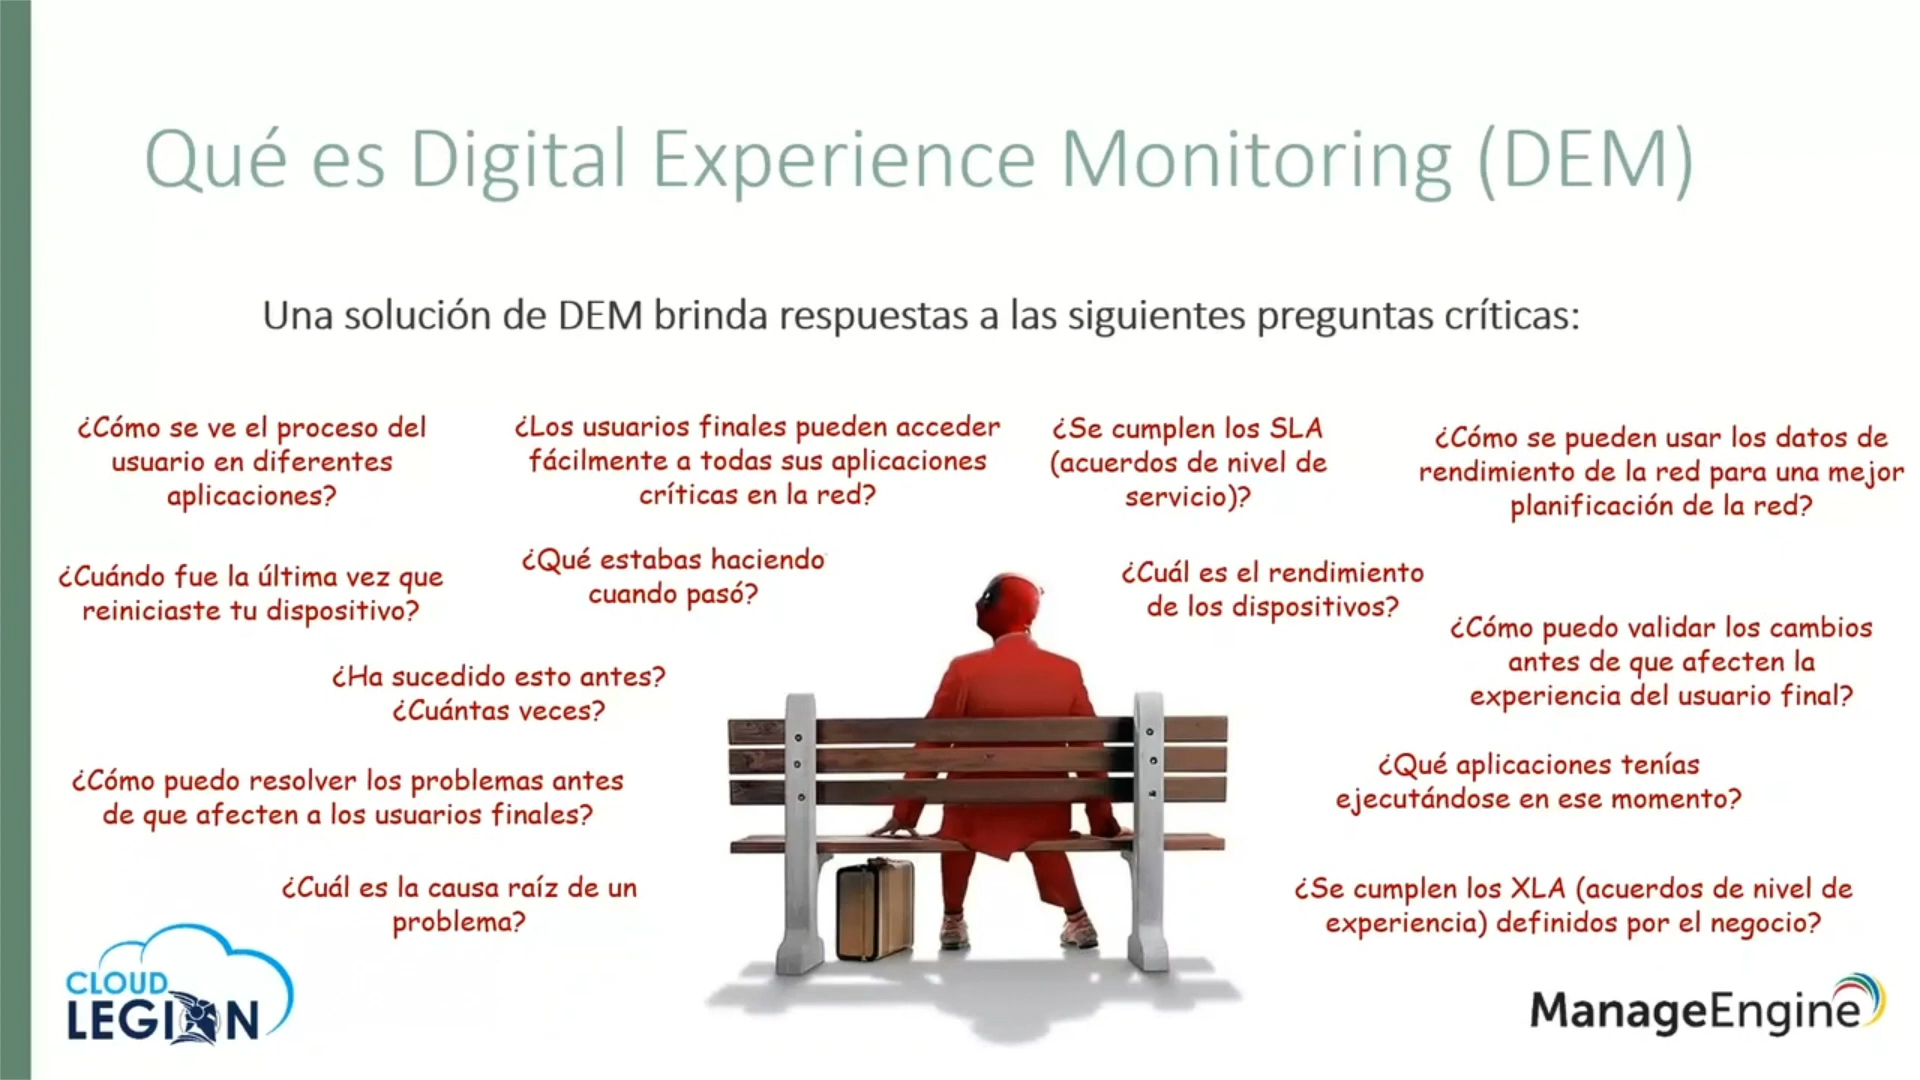 Qué es Digital Experience Monitoring (DEM)
Una solución de DEM brinda respuestas a las siguientes preguntas críticas:
¿Cómo se ve el proceso del
usuario en diferentes
aplicaciones?
¿Los usuarios finales pueden acceder
fácilmente a todas sus aplicaciones
críticas en la red?
¿Se cumplen los SLA
(acuerdos de nivel de
servicio)?
¿Cómo se pueden usar los datos de
rendimiento de la red para una mejor
planificación de la red?
¿Cuándo fue la última vez que
reiniciaste tu dispositivo?
¿Qué estabas haciendo
cuando pasó?
¿Cuál es el rendimiento
de los dispositivos?
¿Cómo puedo validar los cambios
antes de que afecten la
experiencia del usuario final?
¿Ha sucedido esto antes?
¿Cuántas veces?
¿Qué aplicaciones tenías
ejecutándose en ese momento?
¿Cómo puedo resolver los problemas antes
de que afecten a los usuarios finales?
¿Cuál es la causa raíz de un
problema?
¿Se cumplen los XLA (acuerdos de nivel de
experiencia) definidos por el negocio?
CLOUD
LEGION
ManageEngine